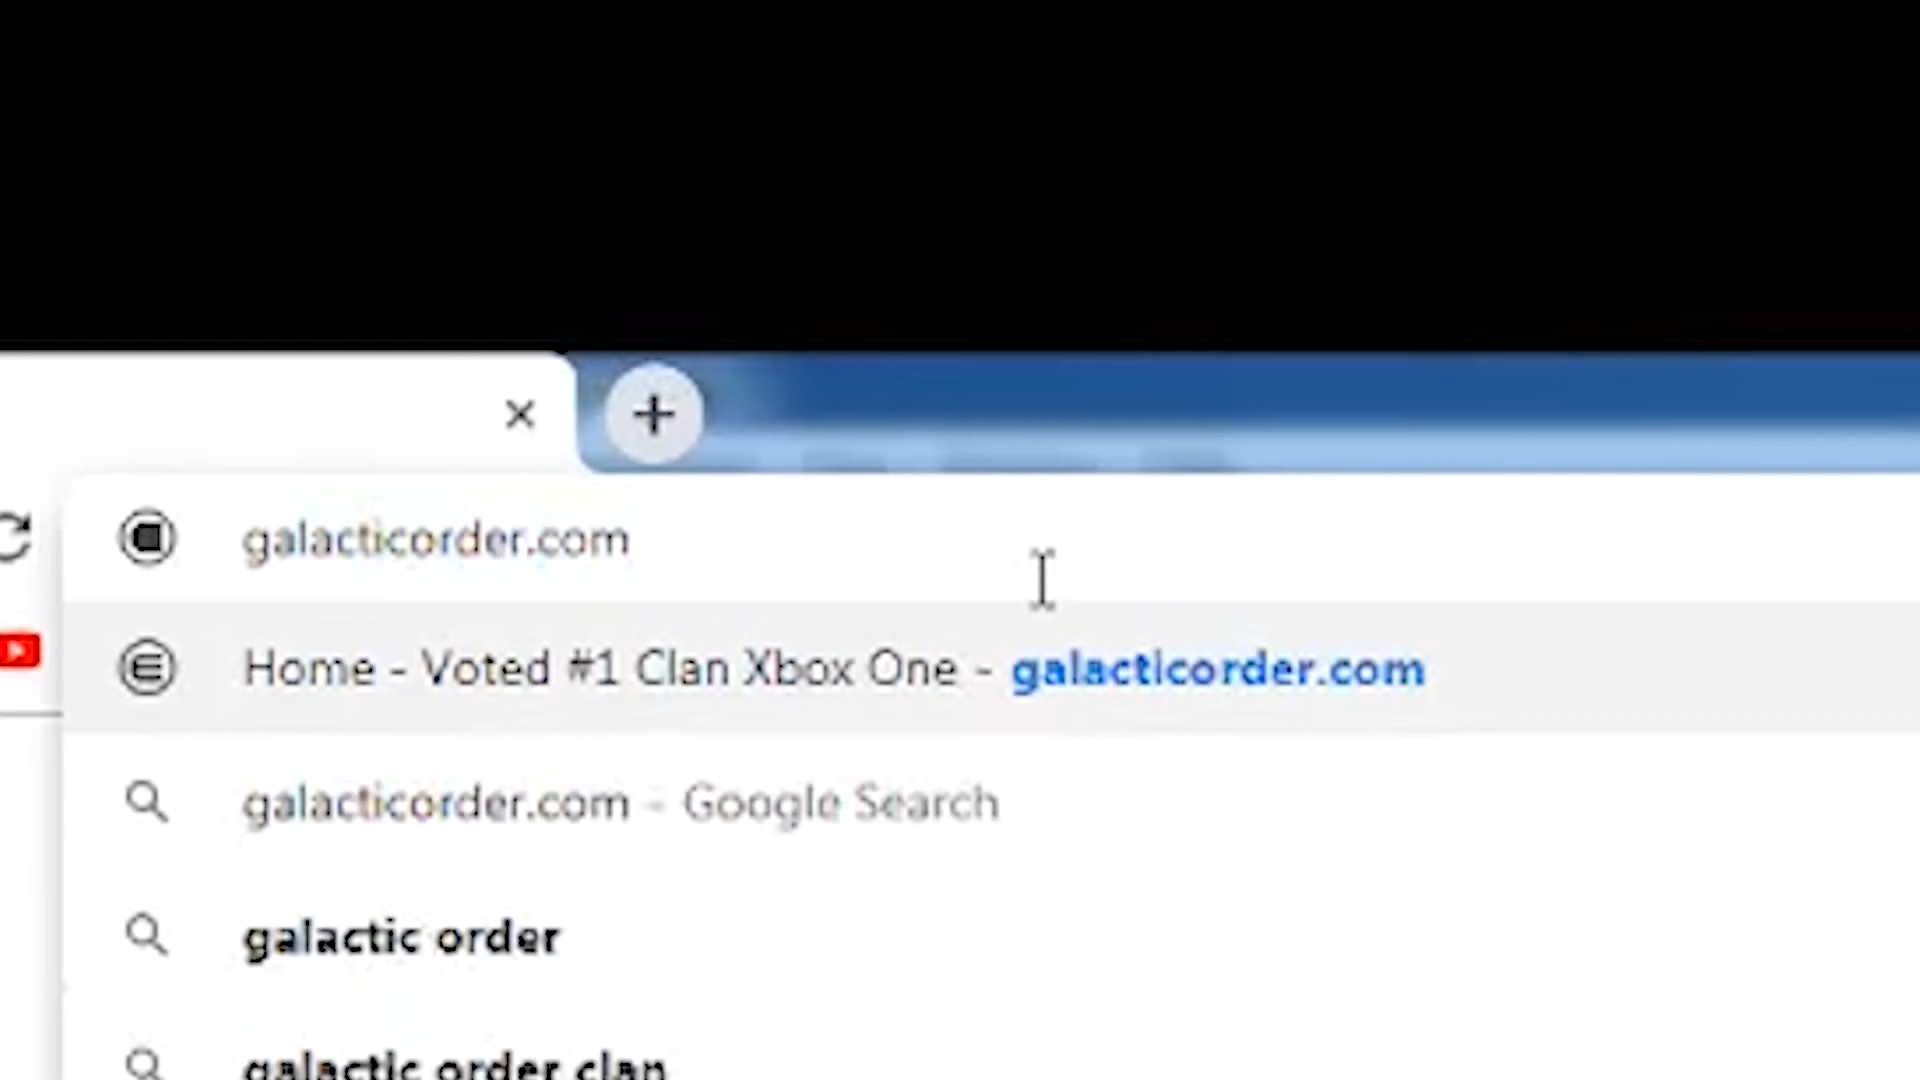 galacticorder.com
Home - Voted #1 Clan Xbox One - galacticorder.com
galacticorder.com - Google Search
galactic order
galactic order clan